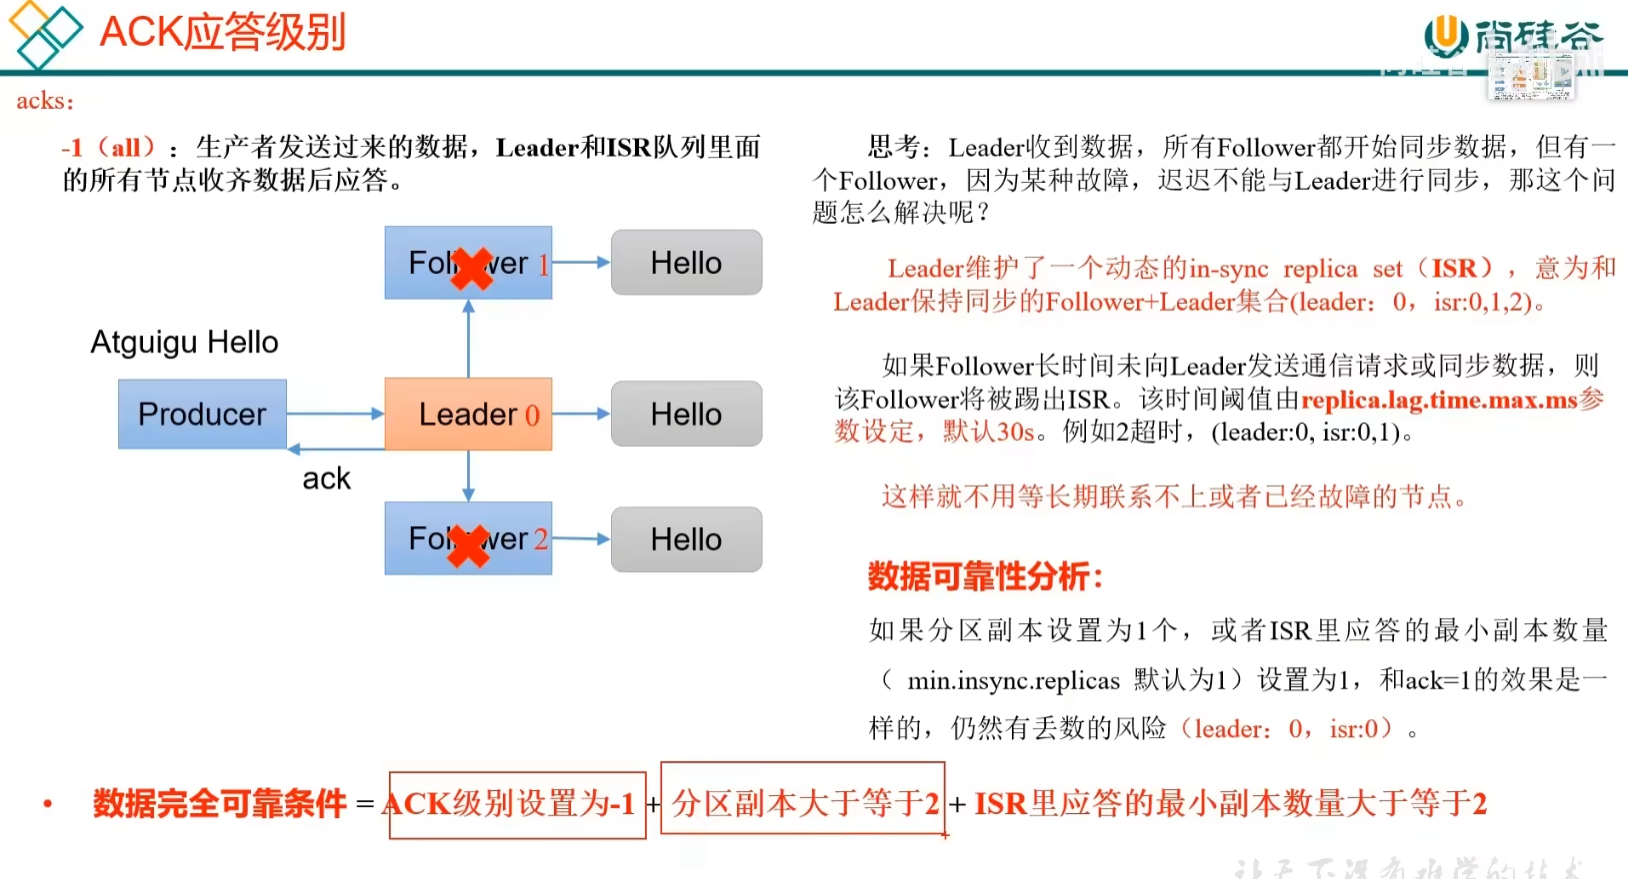 ACK应答级别
尚硅谷
acks：
-1（all）：生产者发送过来的数据，Leader和ISR队列里面
的所有节点收齐数据后应答。
Follower 1
Hello
Atguigu Hello
Producer
Leader 0
Hello
ack
Follower 2
Hello
思考：Leader收到数据，所有Follower都开始同步数据，但有一
个Follower，因为某种故障，迟迟不能与Leader进行同步，那这个问
题怎么解决呢？
Leader维护了一个动态的in-sync replica set（ISR），意为和
Leader保持同步的Follower+Leader集合(leader：0，isr:0,1,2)。
如果Follower长时间未向Leader发送通信请求或同步数据，则
该Follower将被踢出ISR。该时间阈值由replica.lag.time.max.ms参
数设定，默认30s。例如2超时，(leader:0, isr:0,1)。
这样就不用等长期联系不上或者已经故障的节点。
数据可靠性分析：
如果分区副本设置为1个，或者ISR里应答的最小副本数量
（ min.insync.replicas 默认为1）设置为1，和ack=1的效果是一
样的，仍然有丢数的风险（leader：0，isr:0）。
• 数据完全可靠条件 = ACK级别设置为-1 + 分区副本大于等于2 + ISR里应答的最小副本数量大于等于2
让天下没有难学的技术